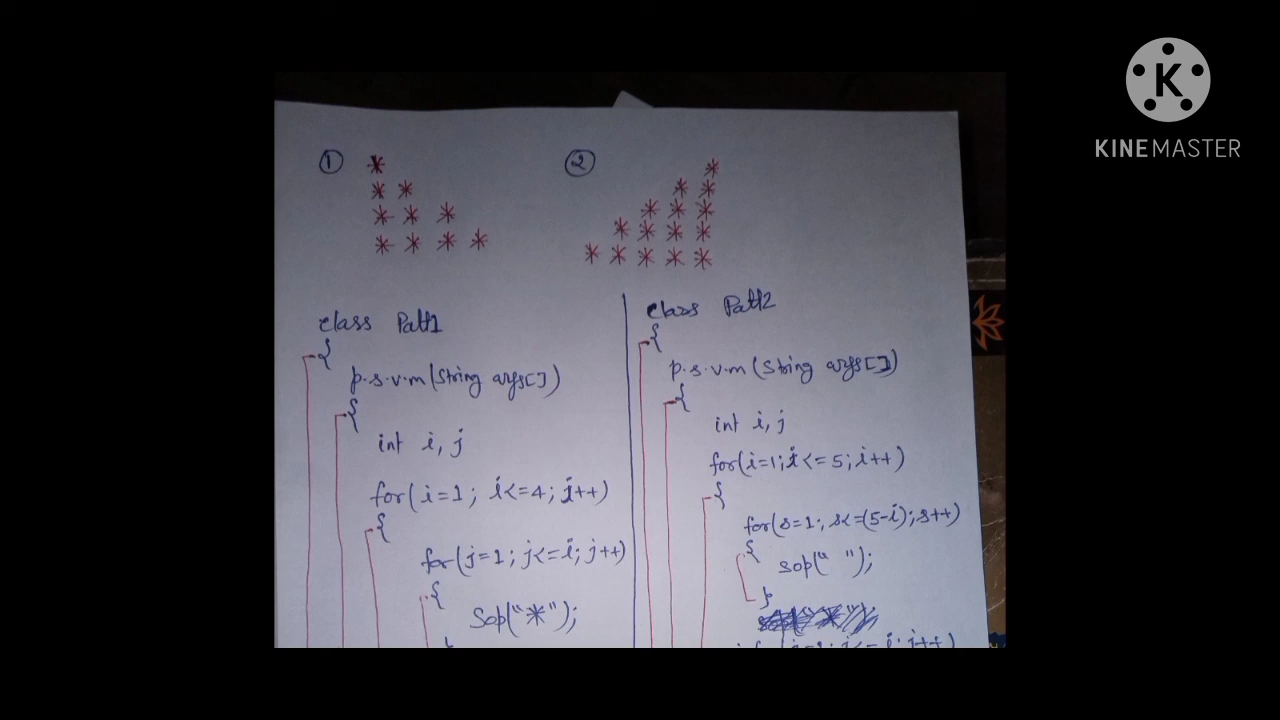 KINEMASTER
① *
* *
* * *
* * * *
class Patt1
{
p.s.v.m(String args[])
{
int i, j
for(i=1; i<=4; i++)
{
for(j=1; j<=i; j++)
{
Sop("*");
②
*
* *
* * *
* * * *
* * * * *
class Patt2
{
p.s.v.m(String args[])
{
int i, j
for(i=1; i<=5; i++)
{
for(s=1; s<=(5-i); s++)
{
sop(" ");
}